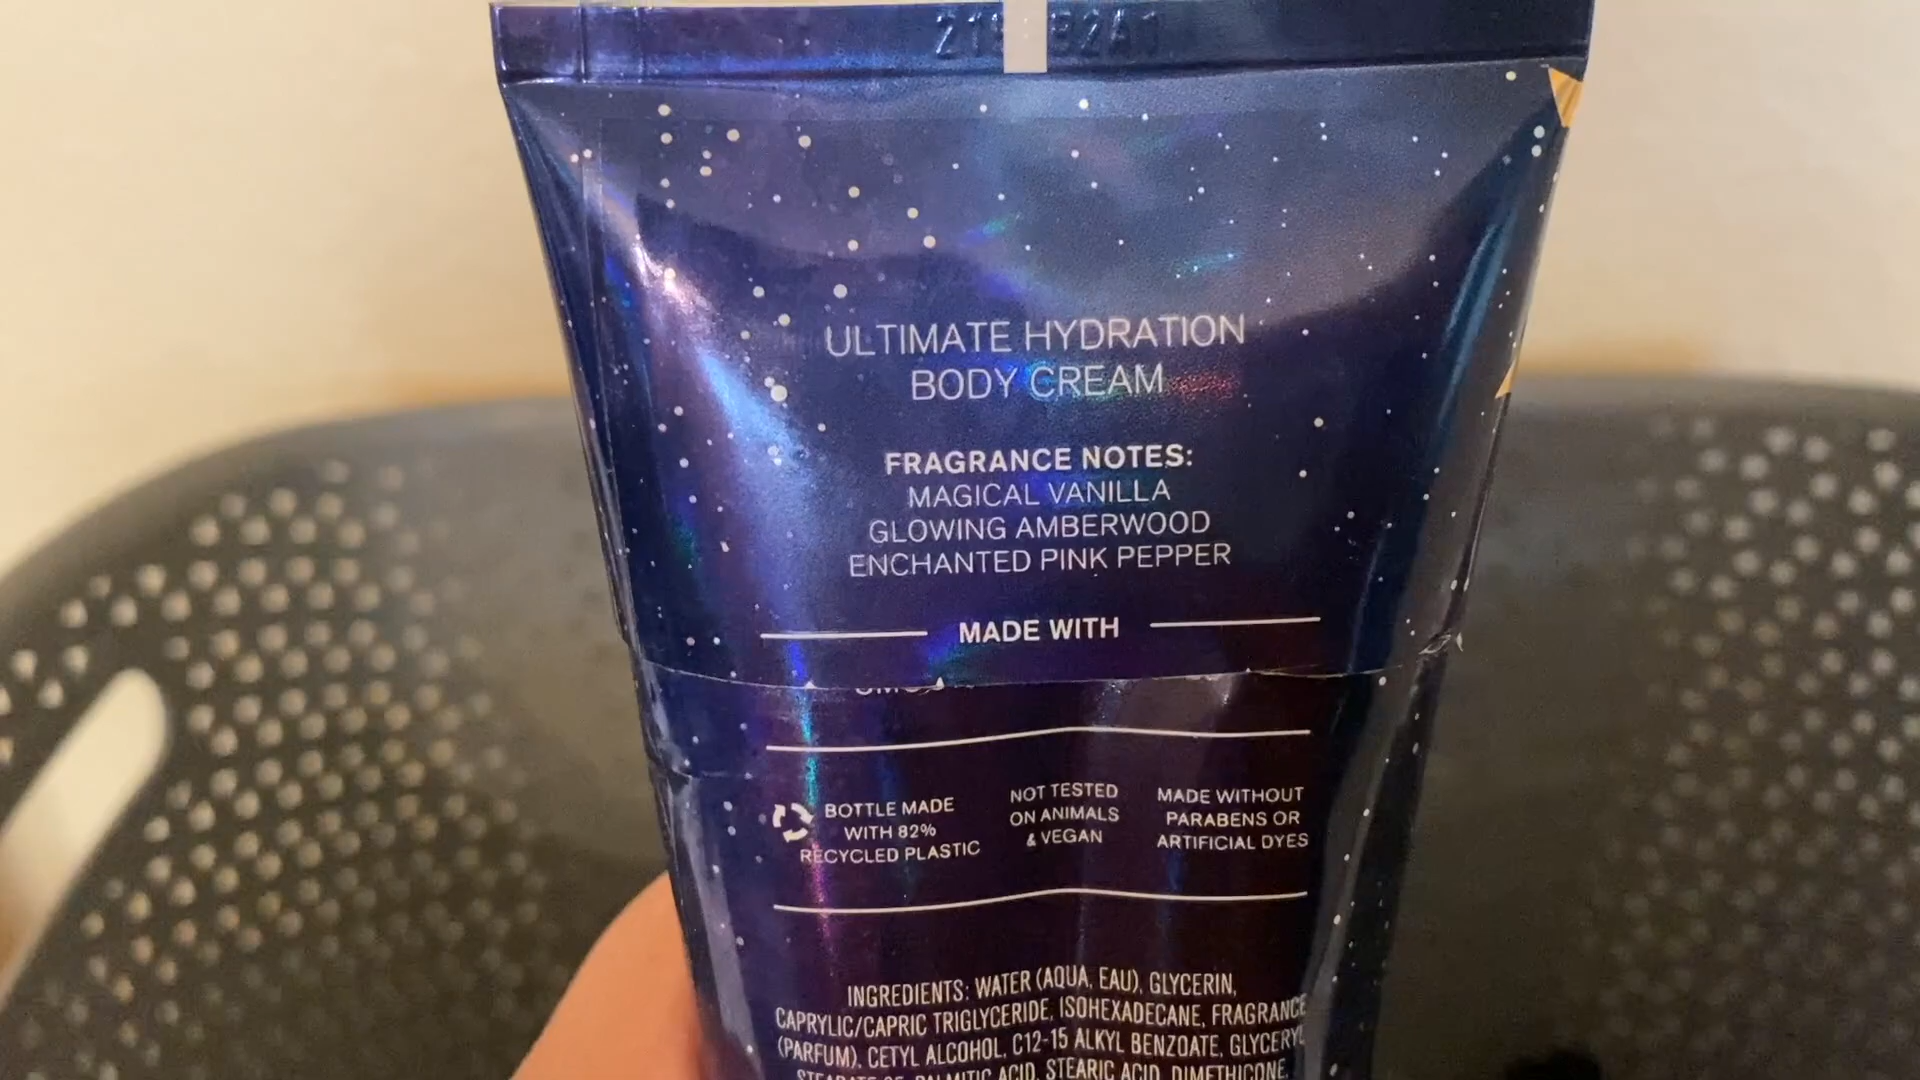 ULTIMATE HYDRATION
BODY CREAM
FRAGRANCE NOTES:
MAGICAL VANILLA
GLOWING AMBERWOOD
ENCHANTED PINK PEPPER
MADE WITH
BOTTLE MADE
WITH 82%
RECYCLED PLASTIC
NOT TESTED
ON ANIMALS
& VEGAN
MADE WITHOUT
PARABENS OR
ARTIFICIAL DYES
INGREDIENTS: WATER (AQUA, EAU), GLYCERIN,
CAPRYLIC/CAPRIC TRIGLYCERIDE, ISOHEXADECANE, FRAGRANCE
(PARFUM), CETYL ALCOHOL, C12-15 ALKYL BENZOATE, GLYCERYL
ACID, STEARIC ACID, DIMETHICONE,